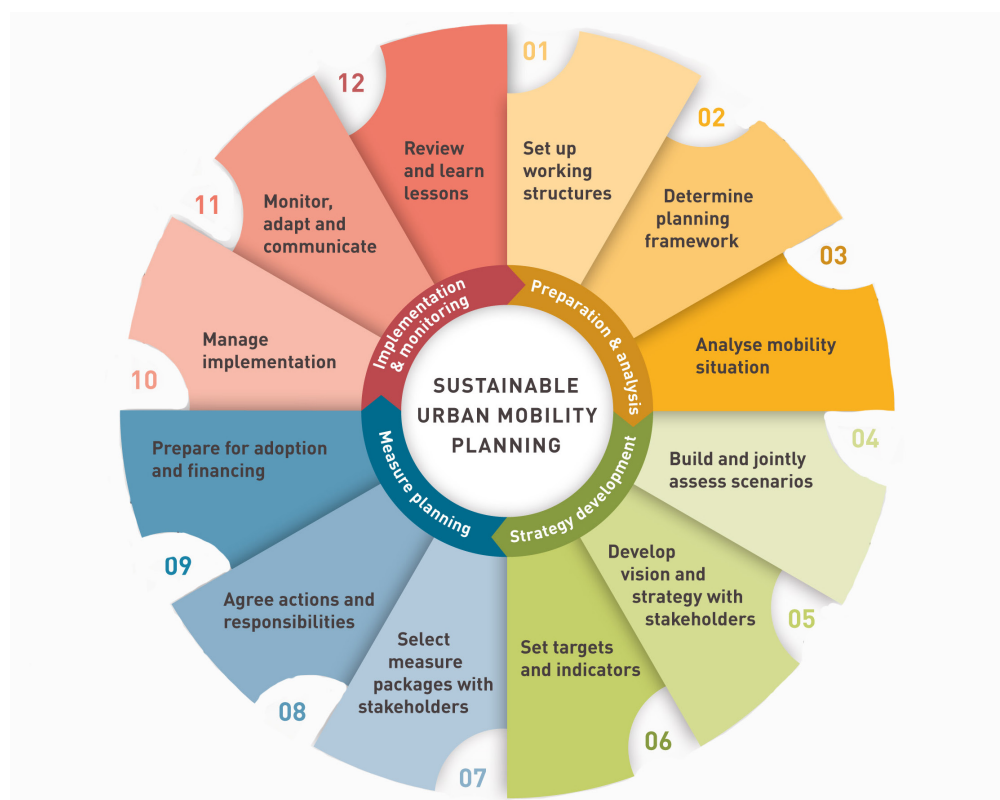 01
Set up
working
structures
02
Determine
planning
framework
03
Analyse mobility
situation
04
Build and jointly
assess scenarios
05
Develop
vision and
strategy with
stakeholders
06
Set targets
and indicators
07
Select
measure
packages with
stakeholders
08
Agree actions and
responsibilities
09
Prepare for adoption
and financing
10
Manage
implementation
11
Monitor,
adapt and
communicate
12
Review
and learn
lessons
Preparation & analysis
Strategy development
Measure planning
Implementation
& monitoring
SUSTAINABLE
URBAN MOBILITY
PLANNING